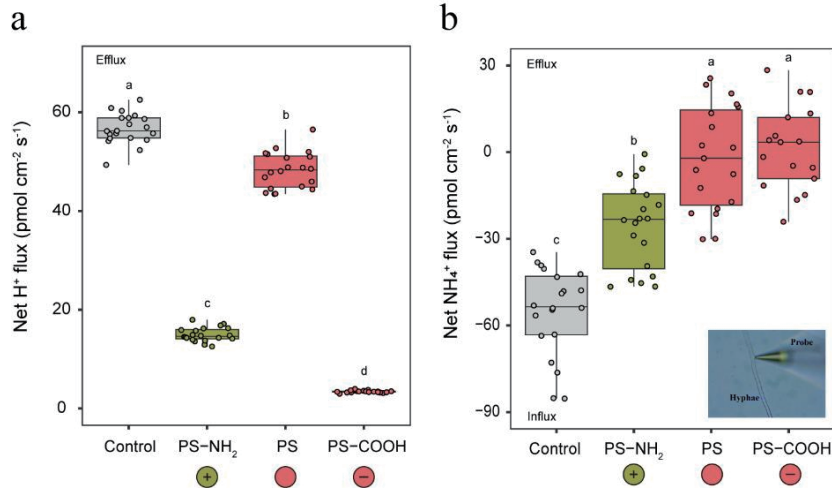 a
Efflux
Net H⁺ flux (pmol cm⁻² s⁻¹)
60
40
20
0
a
c
b
d
Control PS−NH₂ PS PS−COOH
+ −
b
Efflux
Net NH₄⁺ flux (pmol cm⁻² s⁻¹)
30
0
−30
−60
−90
c
b
a
a
Probe
Hyphae
Influx
Control PS−NH₂ PS PS−COOH
+ −